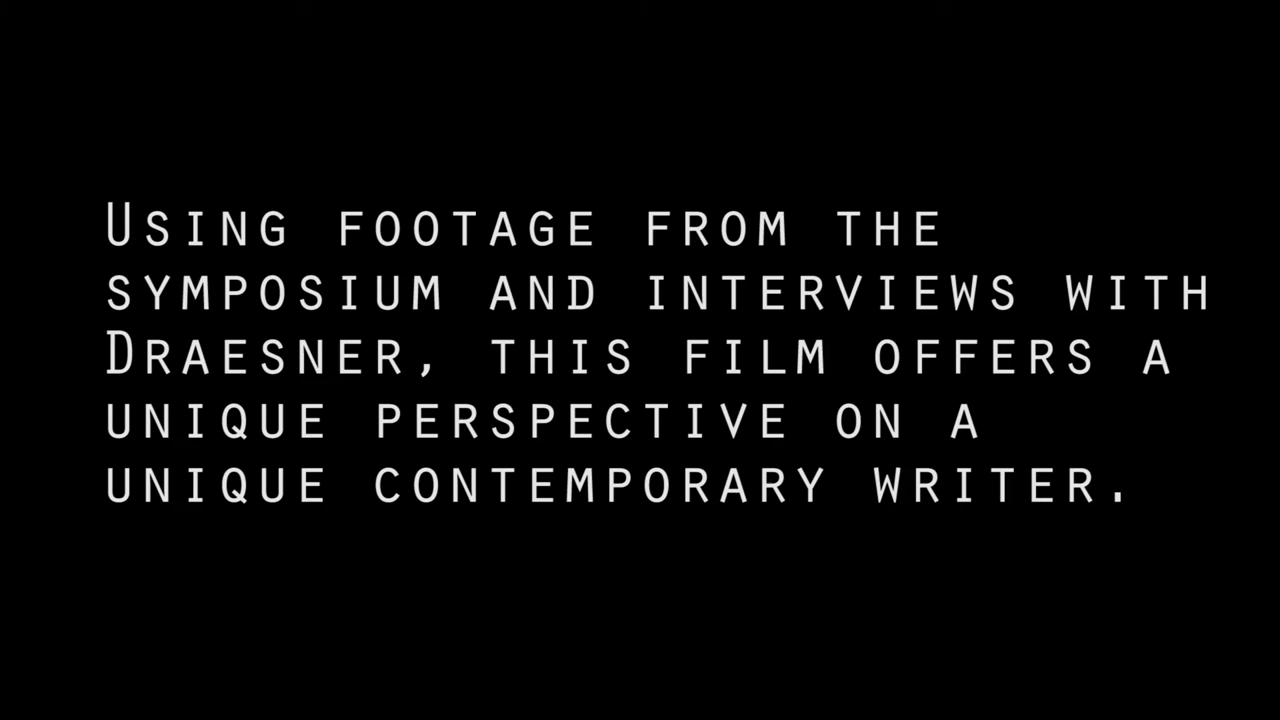 Using footage from the
symposium and interviews with
Draesner, this film offers a
unique perspective on a
unique contemporary writer.